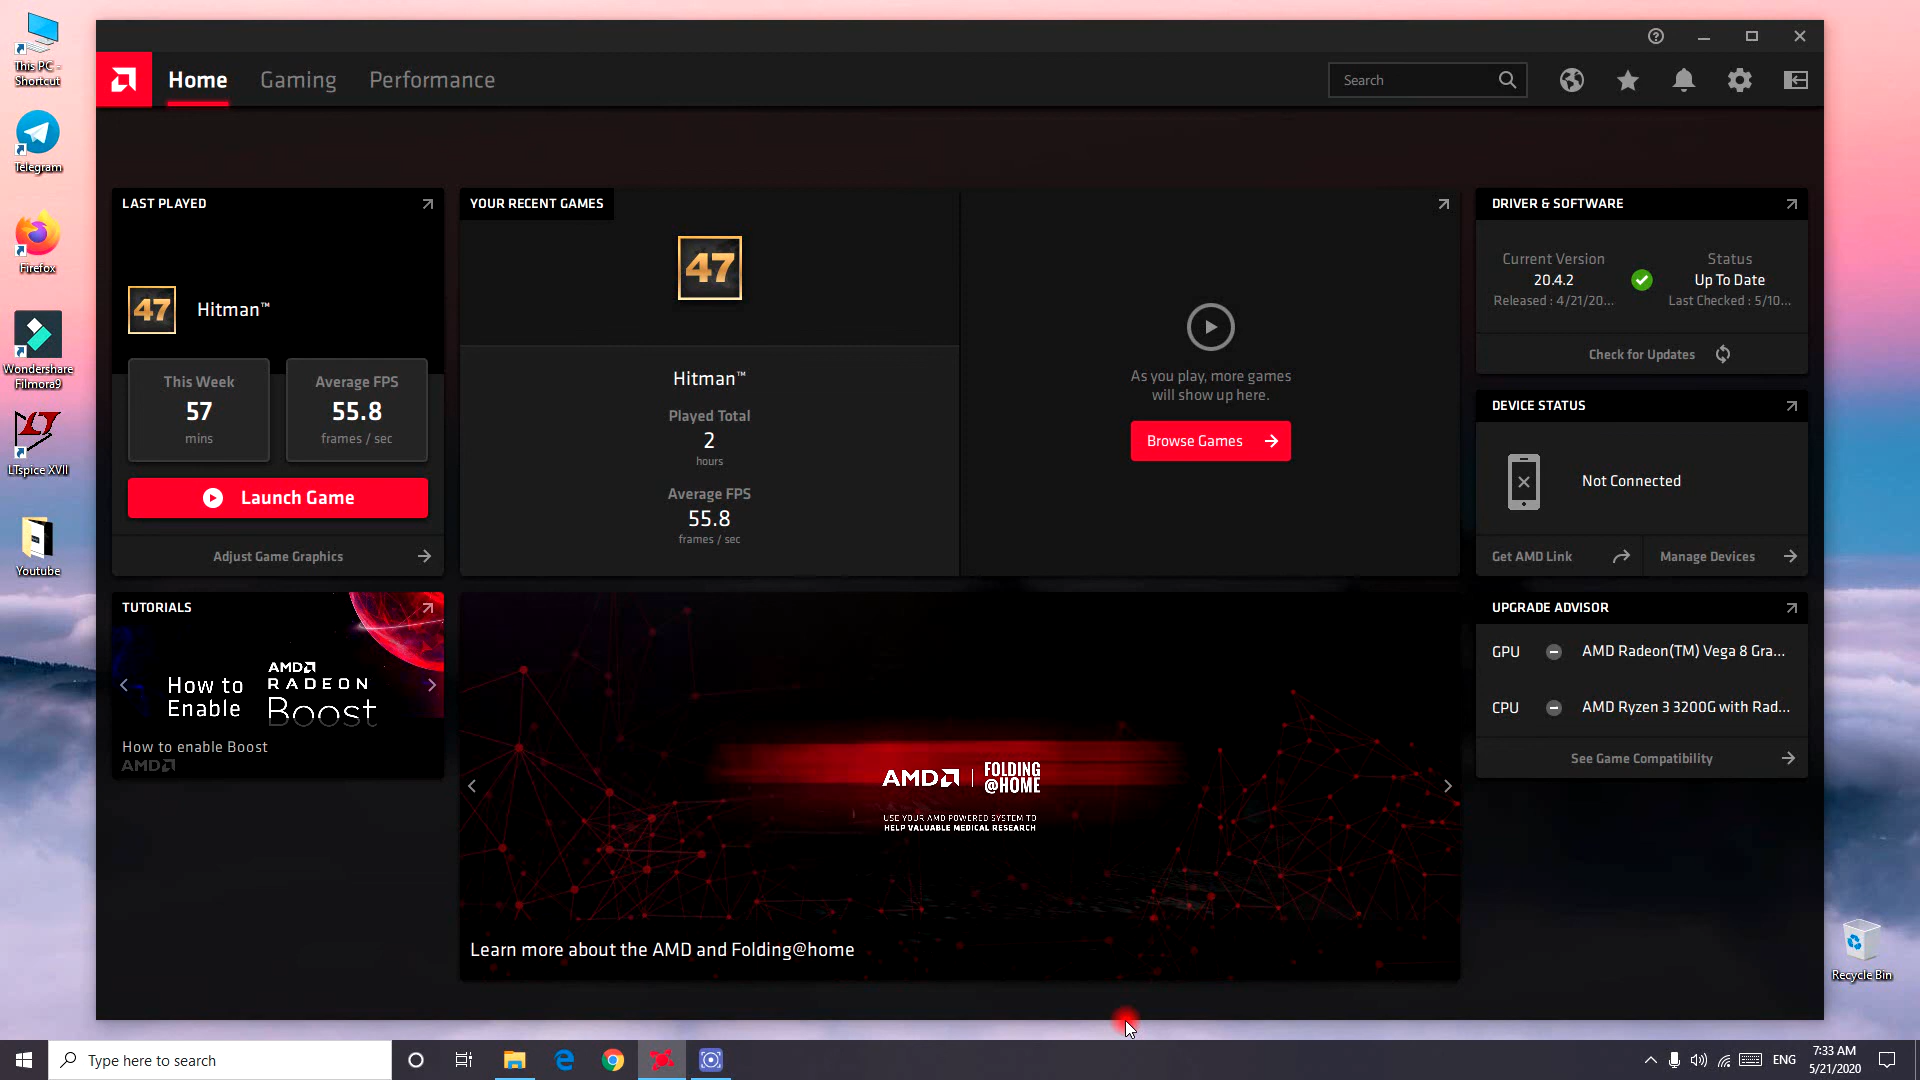 This PC -
Shortcut
Telegram
Firefox
Wondershare
Filmora9
LTspice XVII
Youtube
Recycle Bin
Home
Gaming
Performance
Search
LAST PLAYED
47
Hitman™
This Week
57
mins
Average FPS
55.8
frames / sec
Launch Game
Adjust Game Graphics
YOUR RECENT GAMES
47
Hitman™
Played Total
2
hours
Average FPS
55.8
frames / sec
As you play, more games
will show up here.
Browse Games
DRIVER & SOFTWARE
Current Version
20.4.2
Released : 4/21/20...
Status
Up To Date
Last Checked : 5/10...
Check for Updates
DEVICE STATUS
Not Connected
Get AMD Link
Manage Devices
TUTORIALS
How to
Enable
AMD
RADEON
Boost
How to enable Boost
AMD
AMD
FOLDING
@HOME
USE YOUR AMD POWERED SYSTEM TO
HELP VALUABLE MEDICAL RESEARCH
Learn more about the AMD and Folding@home
UPGRADE ADVISOR
GPU
AMD Radeon(TM) Vega 8 Gra...
CPU
AMD Ryzen 3 3200G with Rad...
See Game Compatibility
Type here to search
ENG
7:33 AM
5/21/2020